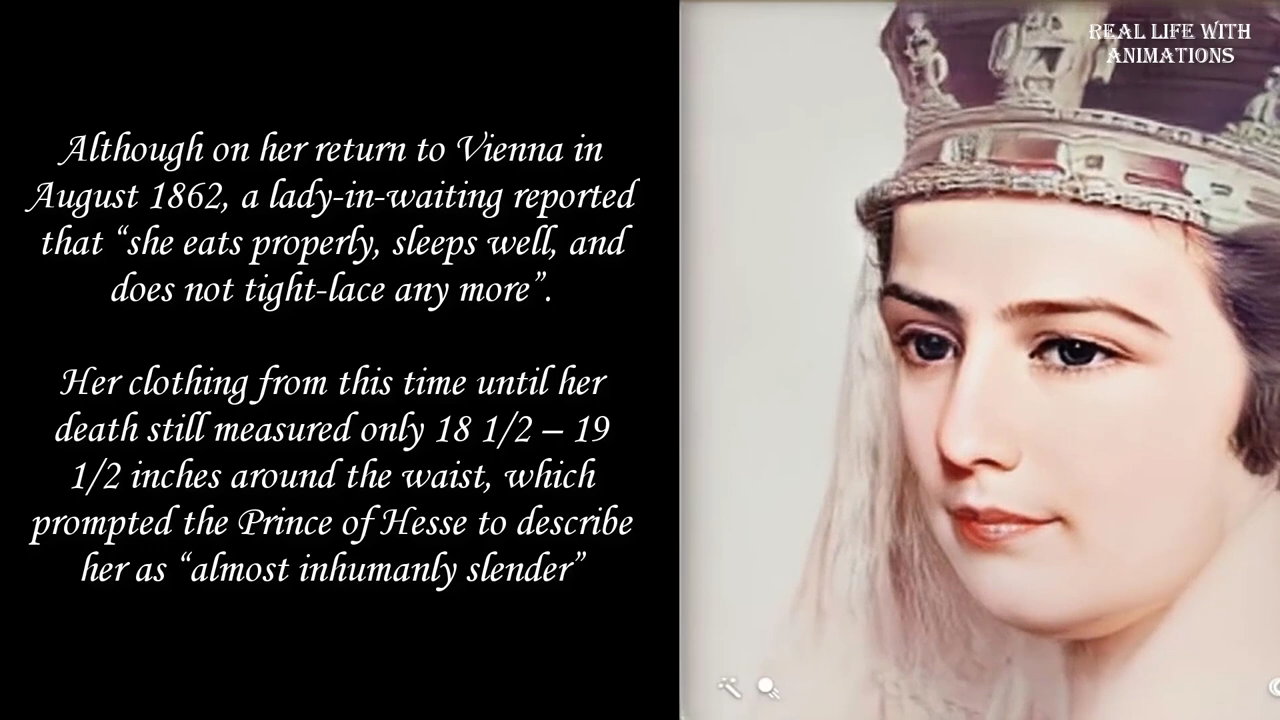 REAL LIFE WITH
ANIMATIONS
Although on her return to Vienna in
August 1862, a lady-in-waiting reported
that “she eats properly, sleeps well, and
does not tight-lace any more”.
Her clothing from this time until her
death still measured only 18 1/2 – 19
1/2 inches around the waist, which
prompted the Prince of Hesse to describe
her as “almost inhumanly slender”